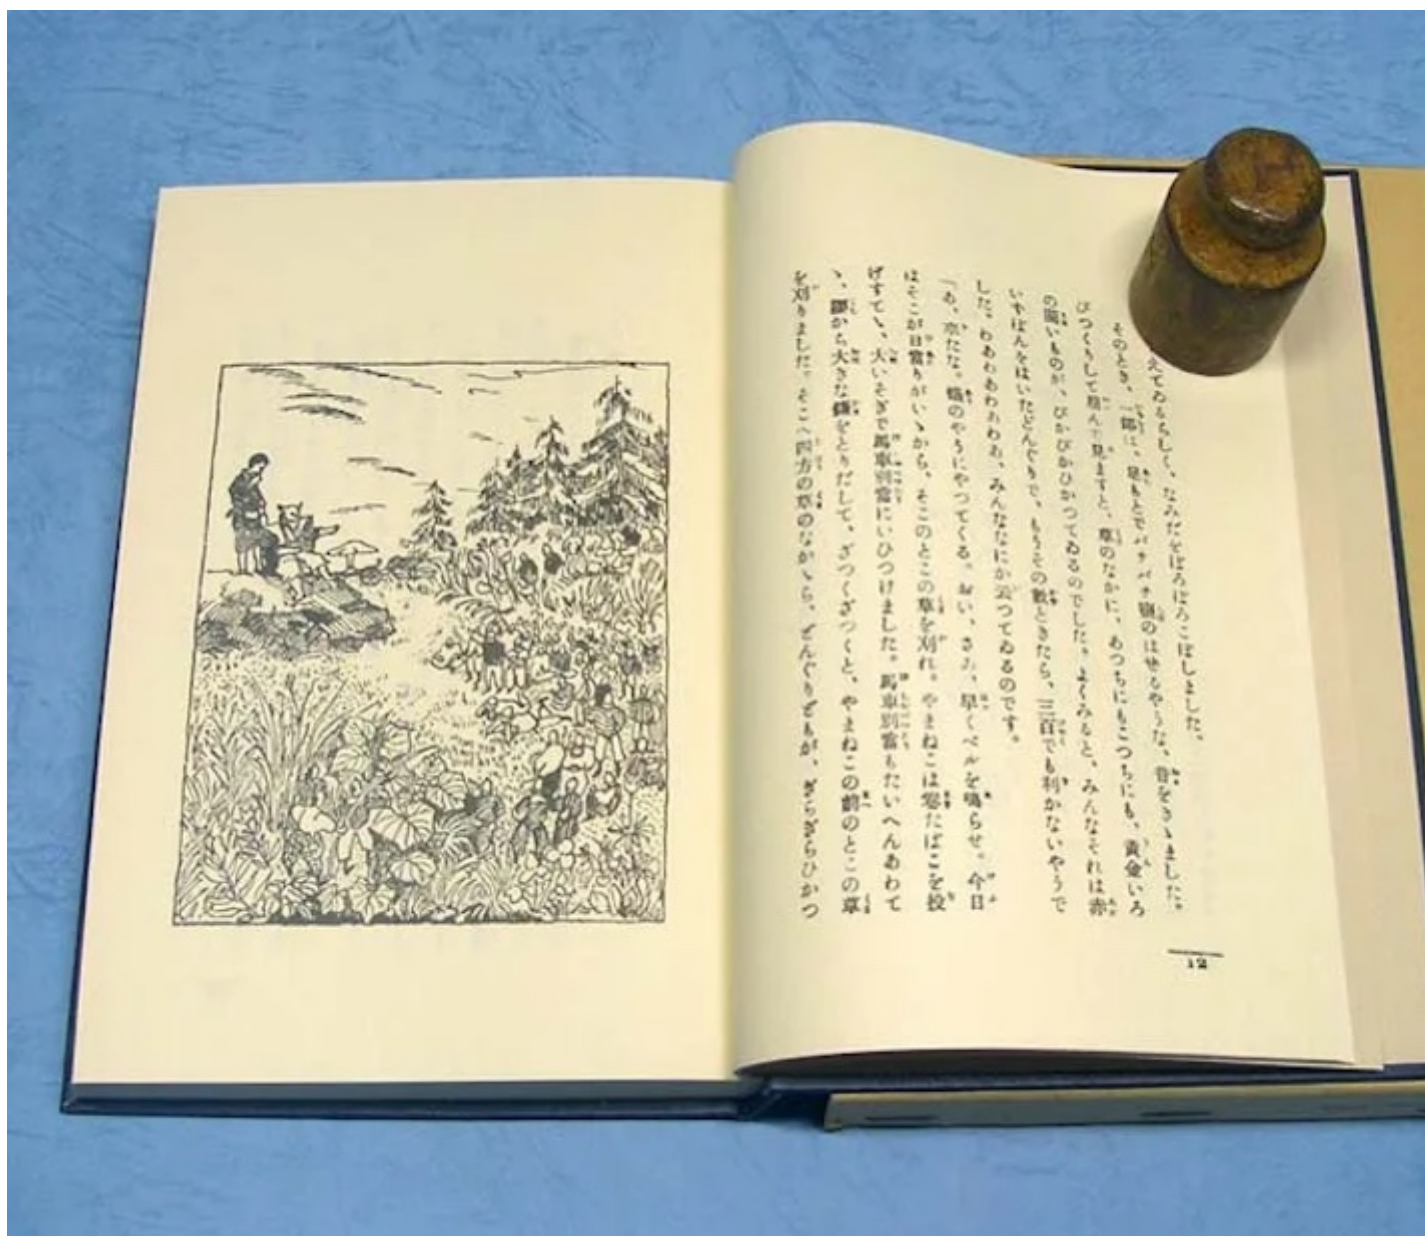 えてゐるらしく、なみだをぼろぼろこぼしました。
そのとき、一郎は、足もとでパチパチ鹽のはぜるやうな、音をきゝました。
びつくりして屈んで見ますと、草のなかに、あつちにもこつちにも、黄金いろ
の圓いものが、ぴかぴかひかつてゐるのでした。よくみると、みんなそれは赤
いずぼんをはいたどんぐりで、もうその數ときたら、三百でも利かないやうで
した。わあわあわあわあ、みんななにか云つてゐるのです。
「あ、來たな。蟻のやうにやつてくる。おい、さあ、早くベルを鳴らせ。今日
はそこが日當りがいゝから、そこのとこの草を刈れ。やまねこは卷たばこを投
げすてゝ、大いそぎで馬車別當にいひつけました。馬車別當もたいへんあわて
ゝ、腰から大きな鎌をとりだして、ざつくざつくと、やまねこの前のとこの草
を刈りました。そこへ四方の草のなかゝら、どんぐりどもが、ぎらぎらひかつ
12